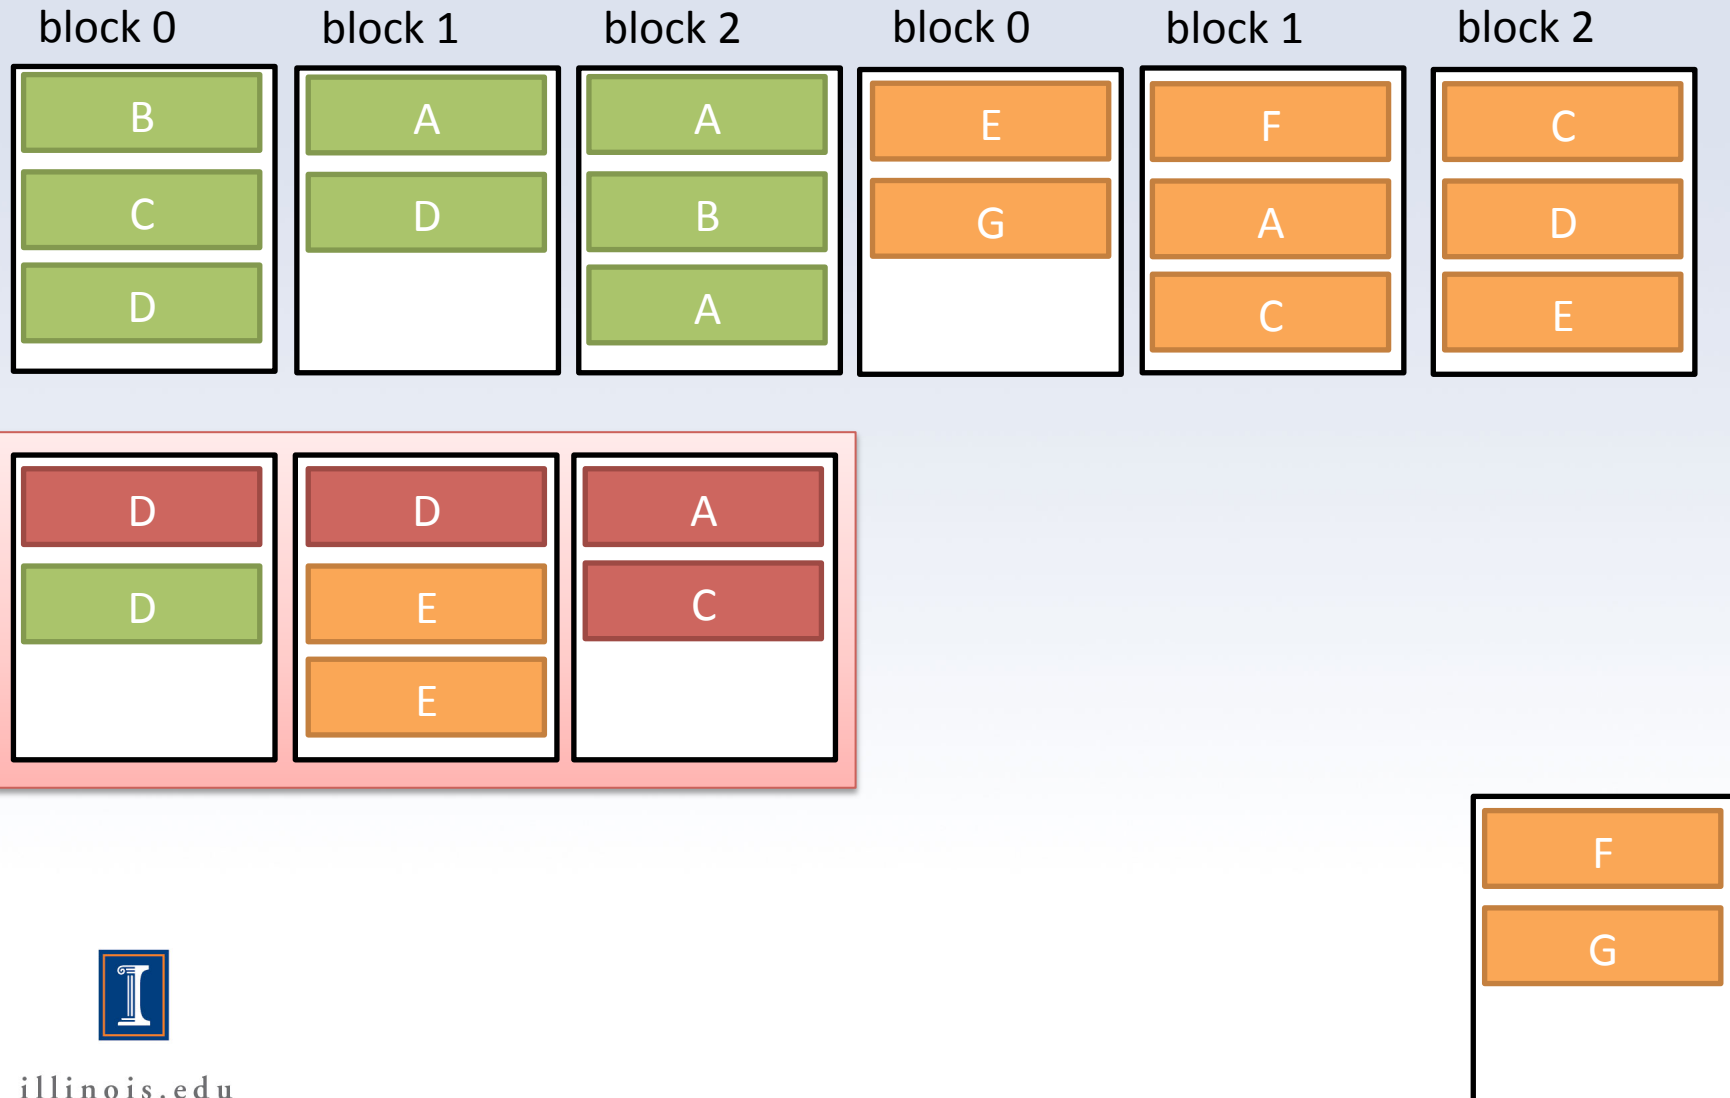 block 0 block 1 block 2 block 0 block 1 block 2
B A A E F C
C D B G A D
D A C E
D D A
D E C
E
F
G
illinois.edu